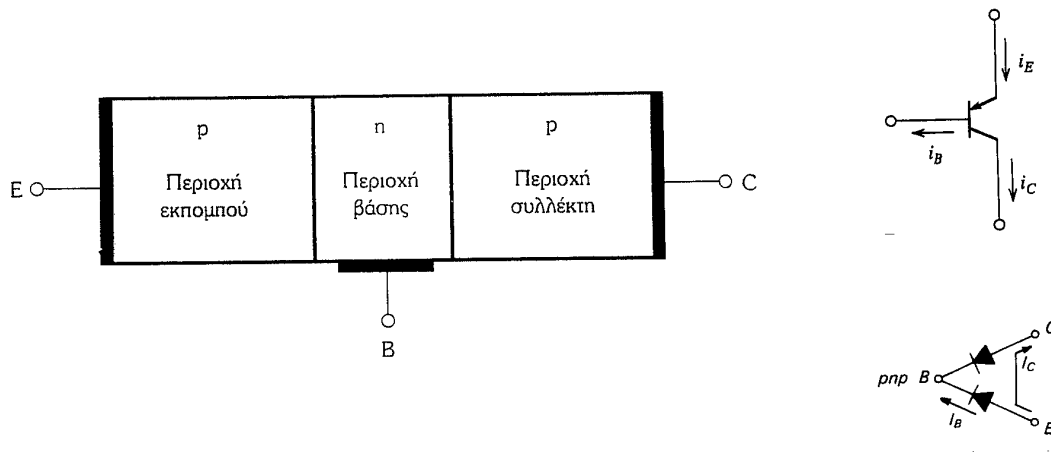 p
n
p
E
Περιοχή
εκπομπού
Περιοχή
βάσης
Περιοχή
συλλέκτη
C
B
i_E
i_B
i_C
pnp B
I_C
I_B